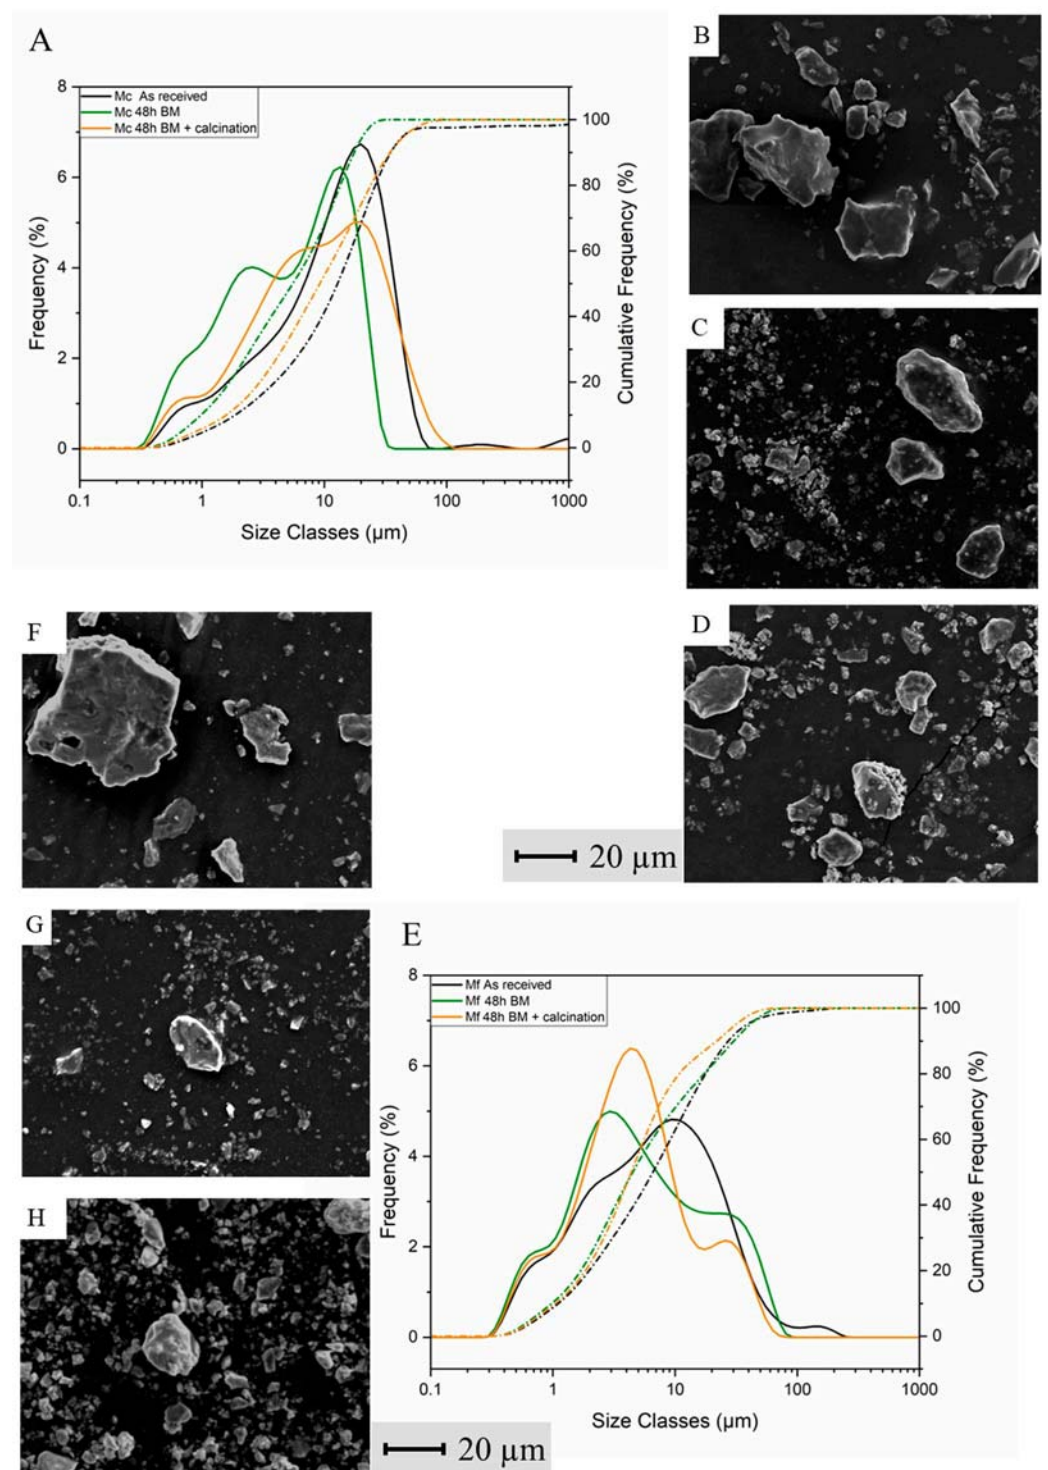 A
Mc As received
Mc 48h BM
Mc 48h BM + calcination
Frequency (%)
Cumulative Frequency (%)
8
6
4
2
0
100
80
60
40
20
0
0.1 1 10 100 1000
Size Classes (µm)
B
C
D
20 µm
F
G
H
20 µm
E
Mf As received
Mf 48h BM
Mf 48h BM + calcination
Frequency (%)
Cumulative Frequency (%)
8
6
4
2
0
100
80
60
40
20
0
0.1 1 10 100 1000
Size Classes (µm)